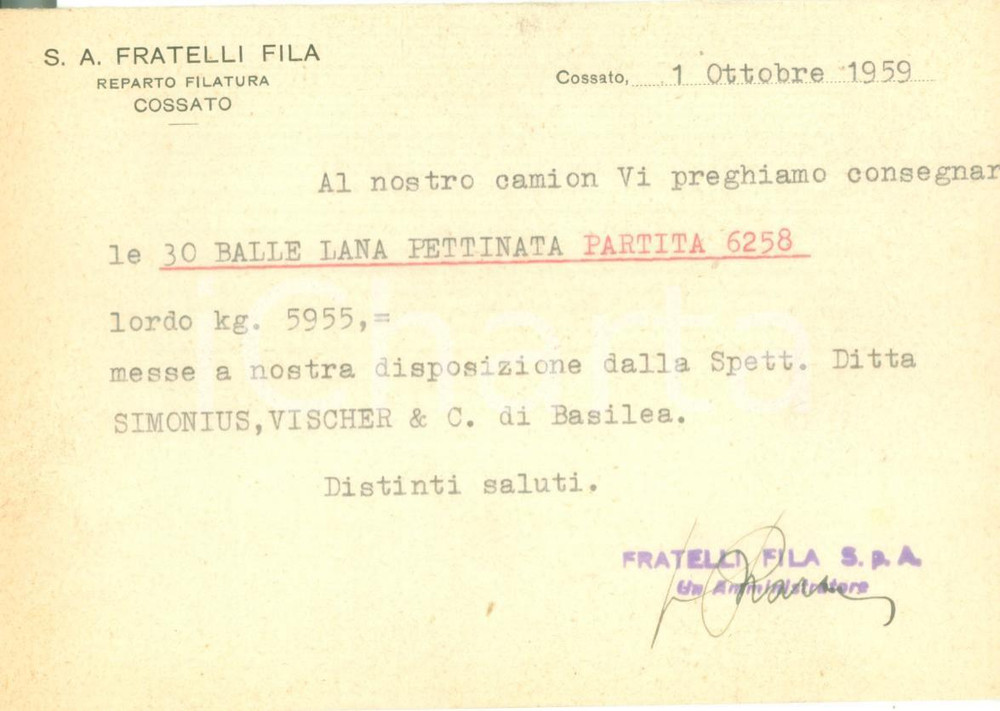 S. A. FRATELLI FILA
REPARTO FILATURA
COSSATO
Cossato, 1 Ottobre 1959
Al nostro camion Vi preghiamo consegnar
le 30 BALLE LANA PETTINATA PARTITA 6258
lordo kg. 5955,=
messe a nostra disposizione dalla Spett. Ditta
SIMONIUS,VISCHER & C. di Basilea.
Distinti saluti.
FRATELLI FILA S.p.A.
Un Amministratore
iCharta